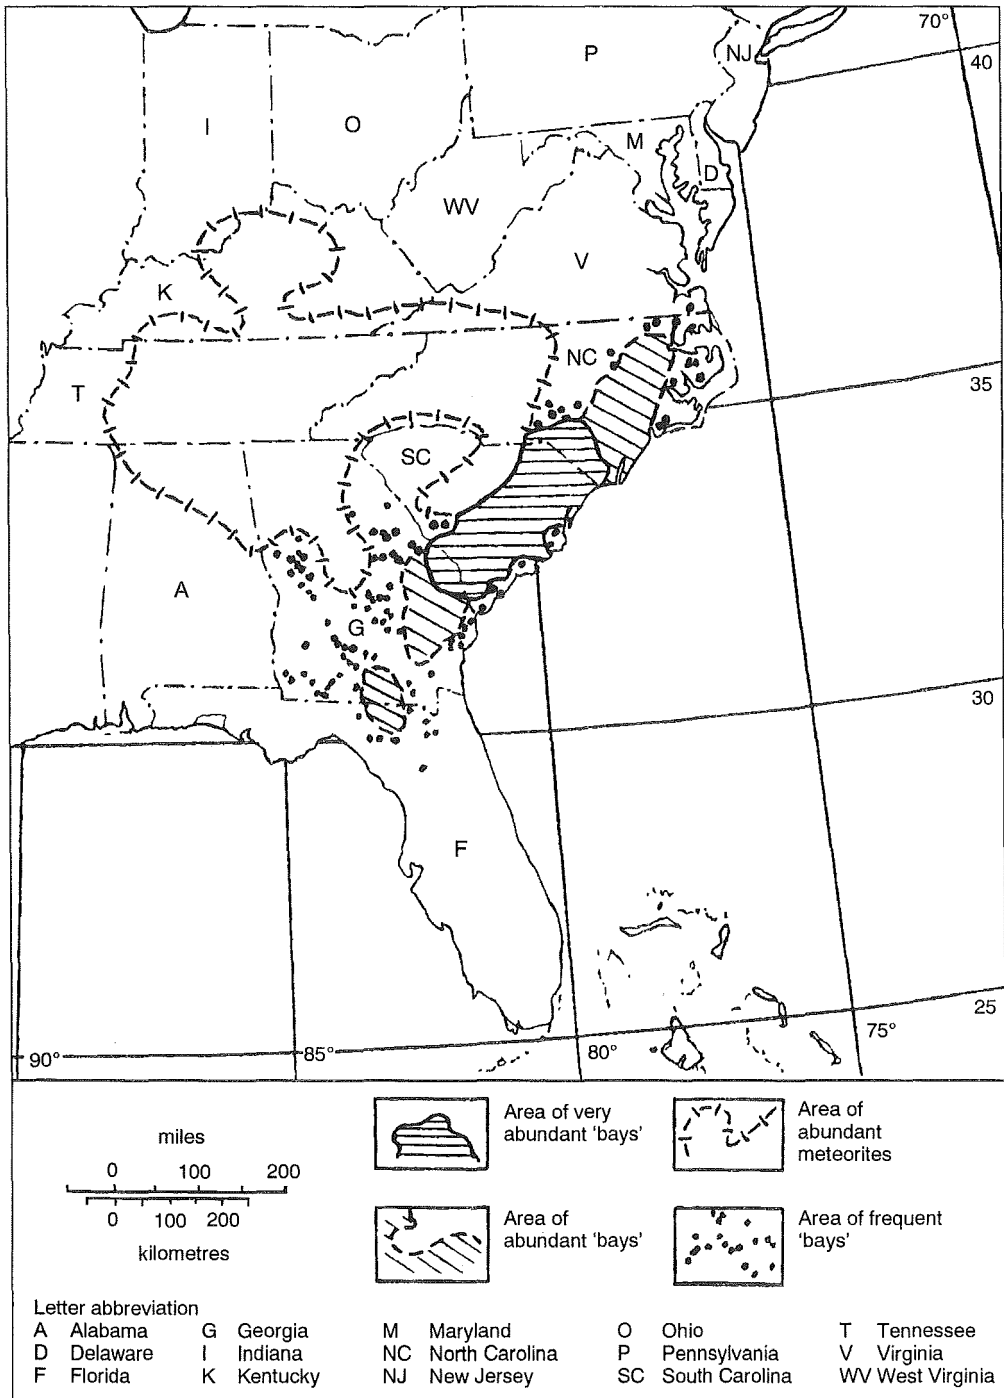 70°
P
NJ
40
I
O
M
D
WV
V
K
NC
35
T
SC
A
G
30
F
25
90°
85°
80°
75°
miles
0 100 200
0 100 200
kilometres
Area of very
abundant 'bays'
Area of
abundant
meteorites
Area of
abundant 'bays'
Area of frequent
'bays'
Letter abbreviation
A Alabama G Georgia M Maryland O Ohio T Tennessee
D Delaware I Indiana NC North Carolina P Pennsylvania V Virginia
F Florida K Kentucky NJ New Jersey SC South Carolina WV West Virginia